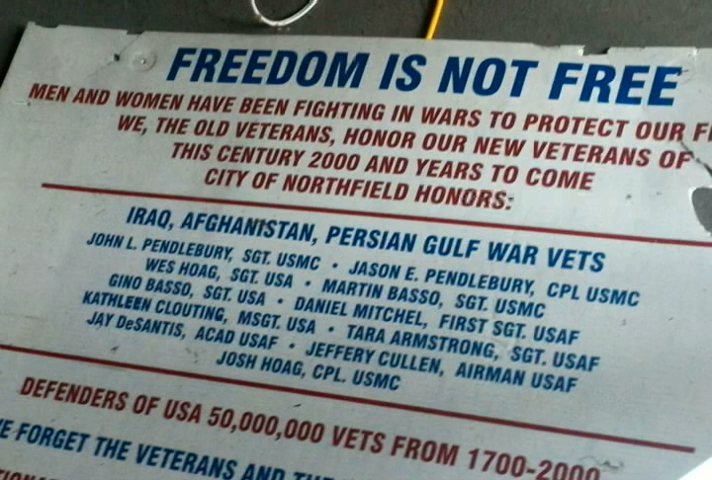 FREEDOM IS NOT FREE
MEN AND WOMEN HAVE BEEN FIGHTING IN WARS TO PROTECT OUR
WE, THE OLD VETERANS, HONOR OUR NEW VETERANS OF
THIS CENTURY 2000 AND YEARS TO COME
CITY OF NORTHFIELD HONORS:
IRAQ, AFGHANISTAN, PERSIAN GULF WAR VETS
JOHN L. PENDLEBURY, SGT. USMC • JASON E. PENDLEBURY, CPL USMC
WES HOAG, SGT. USA • MARTIN BASSO, SGT. USMC
GINO BASSO, SGT. USA • DANIEL MITCHEL, FIRST SGT. USAF
KATHLEEN CLOUTING, MSGT. USA • TARA ARMSTRONG, SGT. USAF
JAY DeSANTIS, ACAD USAF • JEFFERY CULLEN, AIRMAN USAF
JOSH HOAG, CPL. USMC
DEFENDERS OF USA 50,000,000 VETS FROM 1700-2000
FORGET THE VETERANS AND